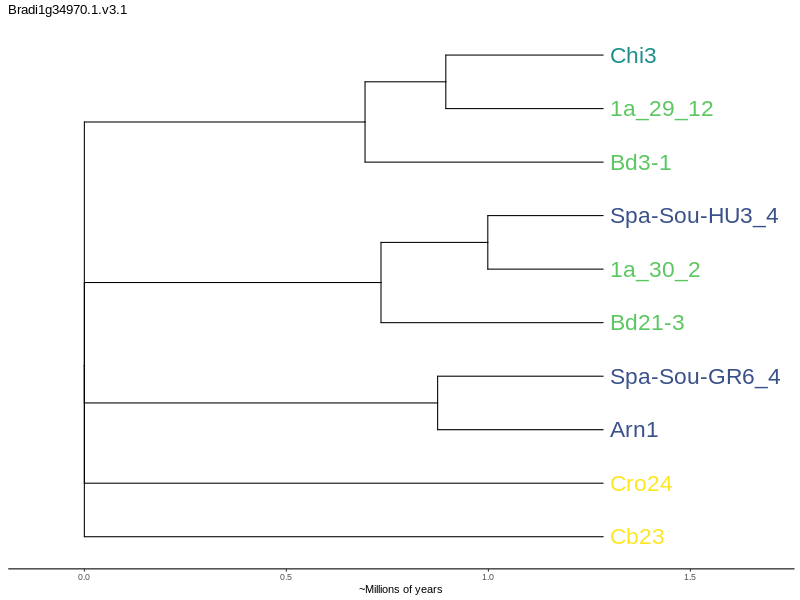 Bradi1g34970.1.v3.1
Chi3
1a_29_12
Bd3-1
Spa-Sou-HU3_4
1a_30_2
Bd21-3
Spa-Sou-GR6_4
Arn1
Cro24
Cb23
0.0 0.5 1.0 1.5
~Millions of years